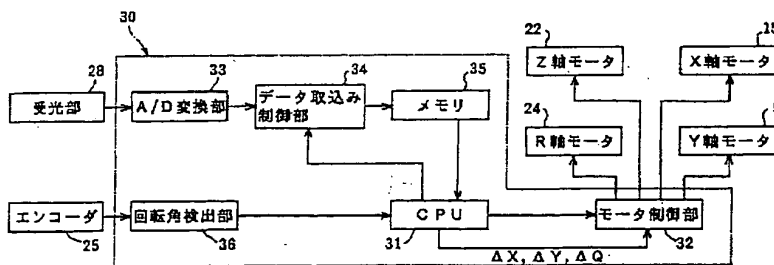 30
28
受光部
33
A/D変換部
34
データ取込み
制御部
35
メモリ
22
Z軸モータ
X軸モータ
24
R軸モータ
Y軸モータ
エンコーダ
25
回転角検出部
36
CPU
31
モータ制御部
32
ΔX, ΔY, ΔQ